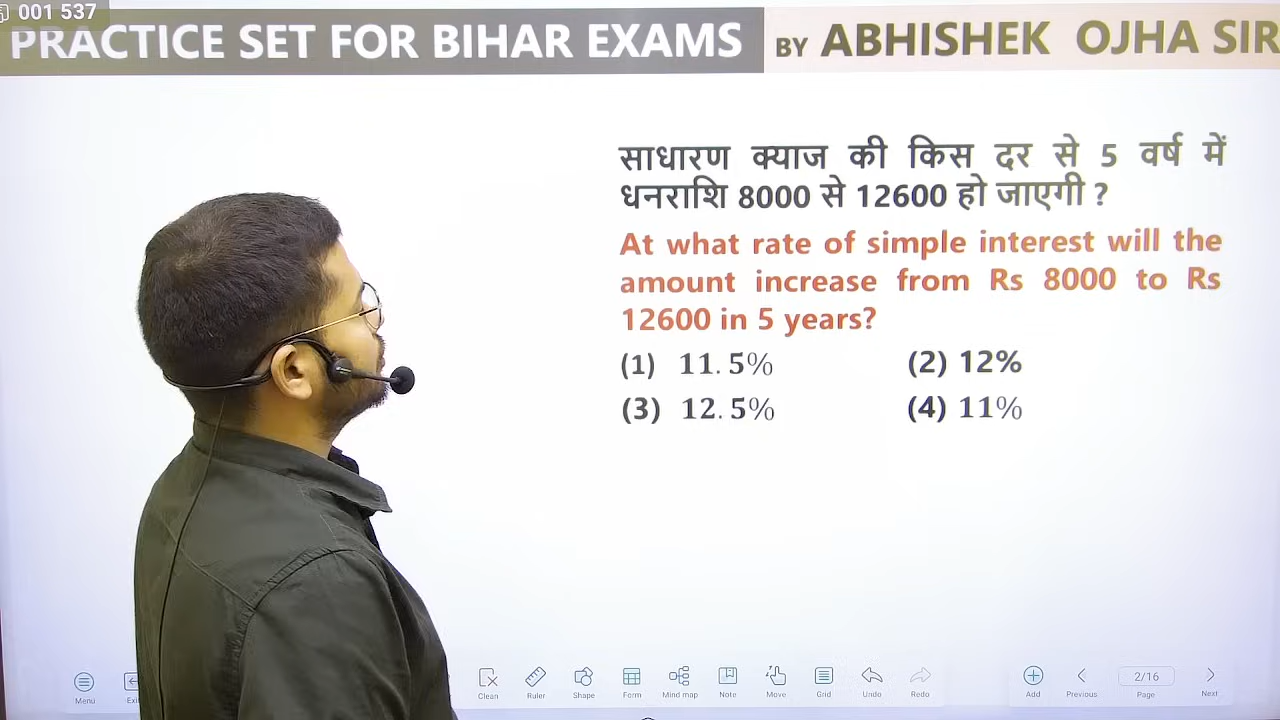 001 537
PRACTICE SET FOR BIHAR EXAMS
BY ABHISHEK OJHA SIR
साधारण क्याज की किस दर से 5 वर्ष में
धनराशि 8000 से 12600 हो जाएगी ?
At what rate of simple interest will the
amount increase from Rs 8000 to Rs
12600 in 5 years?
(1) 11.5% (2) 12%
(3) 12.5% (4) 11%
Menu Clean Ruler Shape Form Mind map Note Move Undo Redo Add Previous 2/16 Page Next